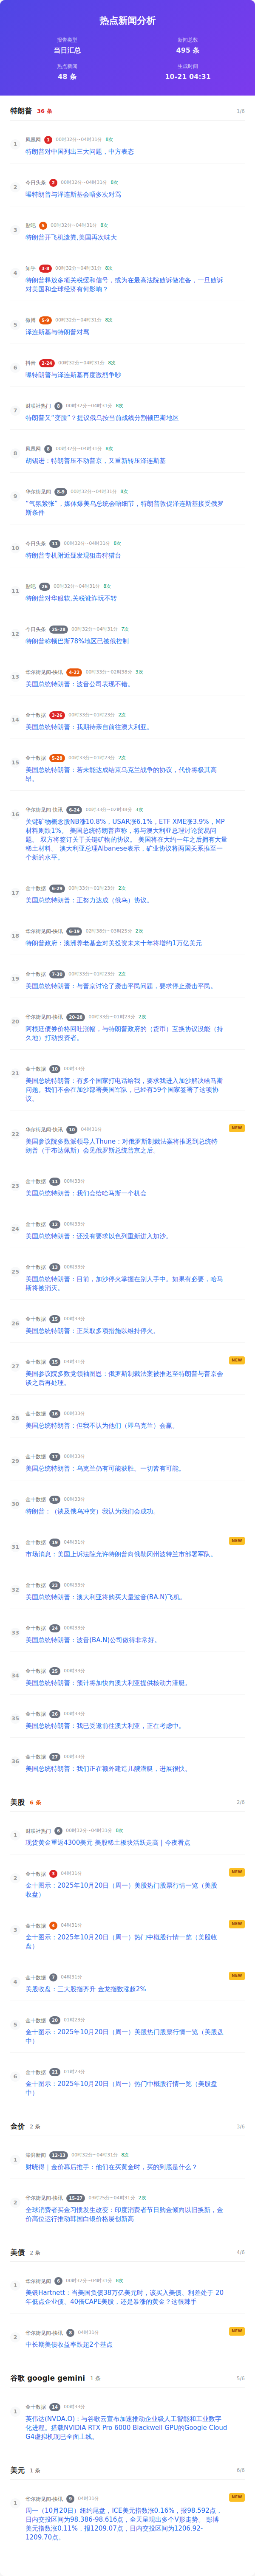 热点新闻分析
报告类型
当日汇总
新闻总数
495 条
热点新闻
48 条
生成时间
10-21 04:31
特朗普 36 条 1/6
1 凤凰网 1 00时32分~04时31分 8次
特朗普对中国列出三大问题，中方表态
2 今日头条 2 00时32分~04时31分 8次
曝特朗普与泽连斯基会晤多次对骂
3 贴吧 5 00时32分~04时31分 8次
特朗普开飞机泼粪,美国再次味大
4 知乎 3-8 00时32分~04时31分 8次
特朗普释放多项关税缓和信号，或为在最高法院败诉做准备，一旦败诉
对美国和全球经济有何影响？
5 微博 5-9 00时32分~04时31分 8次
泽连斯基与特朗普对骂
6 抖音 2-24 00时32分~04时31分 8次
曝特朗普与泽连斯基再度激烈争吵
7 财联社热门 8 00时32分~04时31分 8次
特朗普又“变脸”？提议俄乌按当前战线分割顿巴斯地区
8 凤凰网 8 00时32分~04时31分 8次
胡锡进：特朗普压不动普京，又重新转压泽连斯基
9 华尔街见闻 8-9 00时32分~04时31分 8次
“气氛紧张”，媒体爆美乌总统会晤细节，特朗普敦促泽连斯基接受俄罗
斯条件
10 今日头条 11 00时32分~04时31分 8次
特朗普专机附近疑发现狙击狩猎台
11 贴吧 26 00时32分~04时31分 8次
特朗普对华服软,关税讹诈玩不转
12 今日头条 25-28 00时32分~04时31分 7次
特朗普称顿巴斯78%地区已被俄控制
13 华尔街见闻-快讯 4-22 00时33分~02时38分 3次
美国总统特朗普：波音公司表现不错。
14 金十数据 3-26 00时33分~01时23分 2次
美国总统特朗普：我期待亲自前往澳大利亚。
15 金十数据 5-28 00时33分~01时23分 2次
美国总统特朗普：若未能达成结束乌克兰战争的协议，代价将极其高
昂。
16 华尔街见闻-快讯 6-24 00时33分~02时38分 3次
关键矿物概念股NB涨10.8%，USAR涨6.1%，ETF XME涨3.9%，MP
材料则跌1%。 美国总统特朗普声称，将与澳大利亚总理讨论贸易问
题。 双方将签订关于关键矿物的协议。 美国将在大约一年之后拥有大量
稀土材料。 澳大利亚总理Albanese表示，矿业协议将两国关系推至一
个新的水平。
17 金十数据 6-29 00时33分~01时23分 2次
美国总统特朗普：正努力达成（俄乌）协议。
18 华尔街见闻-快讯 6-19 02时38分~03时25分 2次
特朗普政府：澳洲养老基金对美投资未来十年将增约1万亿美元
19 金十数据 7-30 00时33分~01时23分 2次
美国总统特朗普：与普京讨论了袭击平民问题，要求停止袭击平民。
20 华尔街见闻-快讯 20-28 00时33分~01时23分 2次
阿根廷债券价格回吐涨幅，与特朗普政府的（货币）互换协议没能（持
久地）打动投资者。
21 金十数据 10 00时33分
美国总统特朗普：有多个国家打电话给我，要求我进入加沙解决哈马斯
问题。我们不会在加沙部署美国军队，已经有59个国家签署了这项协
议。
22 华尔街见闻-快讯 10 04时31分 NEW
美国参议院多数派领导人Thune：对俄罗斯制裁法案将推迟到总统特
朗普（于布达佩斯）会见俄罗斯总统普京之后。
23 金十数据 11 00时33分
美国总统特朗普：我们会给哈马斯一个机会
24 金十数据 12 00时33分
美国总统特朗普：还没有要求以色列重新进入加沙。
25 金十数据 13 00时33分
美国总统特朗普：目前，加沙停火掌握在别人手中。如果有必要，哈马
斯将被消灭。
26 金十数据 15 00时33分
美国总统特朗普：正采取多项措施以维持停火。
27 金十数据 15 04时31分 NEW
美国参议院多数党领袖图恩：俄罗斯制裁法案被推迟至特朗普与普京会
谈之后再处理。
28 金十数据 16 00时33分
美国总统特朗普：但我不认为他们（即乌克兰）会赢。
29 金十数据 17 00时33分
美国总统特朗普：乌克兰仍有可能获胜。一切皆有可能。
30 金十数据 19 00时33分
特朗普：（谈及俄乌冲突）我认为我们会成功。
31 金十数据 19 04时31分 NEW
市场消息：美国上诉法院允许特朗普向俄勒冈州波特兰市部署军队。
32 金十数据 23 00时33分
美国总统特朗普：澳大利亚将购买大量波音(BA.N)飞机。
33 金十数据 24 00时33分
美国总统特朗普：波音(BA.N)公司做得非常好。
34 金十数据 25 00时33分
美国总统特朗普：预计将加快向澳大利亚提供核动力潜艇。
35 金十数据 26 00时33分
美国总统特朗普：我已受邀前往澳大利亚，正在考虑中。
36 金十数据 27 00时33分
美国总统特朗普：我们正在额外建造几艘潜艇，进展很快。
美股 6 条 2/6
1 财联社热门 6 00时32分~04时31分 8次
现货黄金重返4300美元 美股稀土板块活跃走高 | 今夜看点
2 金十数据 3 04时31分 NEW
金十图示：2025年10月20日（周一）美股热门股票行情一览（美股
收盘）
3 金十数据 4 04时31分 NEW
金十图示：2025年10月20日（周一）热门中概股行情一览（美股收
盘）
4 金十数据 7 04时31分 NEW
美股收盘：三大股指齐升 金龙指数涨超2%
5 金十数据 20 01时23分
金十图示：2025年10月20日（周一）美股热门股票行情一览（美股盘
中）
6 金十数据 21 01时23分
金十图示：2025年10月20日（周一）热门中概股行情一览（美股盘
中）
金价 2 条 3/6
1 澎湃新闻 12-13 00时32分~04时31分 8次
财晓得｜金价幕后推手：他们在买黄金时，买的到底是什么？
2 华尔街见闻-快讯 15-27 03时25分~04时31分 2次
全球消费者买金习惯发生改变：印度消费者节日购金倾向以旧换新，金
价高位运行推动韩国白银价格屡创新高
美债 2 条 4/6
1 华尔街见闻 6 00时32分~04时31分 8次
美银Hartnett：当美国负债38万亿美元时，该买入美债、利差处于 20
年低点企业债、40倍CAPE美股，还是暴涨的黄金？这很棘手
2 华尔街见闻-快讯 8 04时31分 NEW
中长期美债收益率跌超2个基点
谷歌 google gemini 1 条 5/6
1 金十数据 14 00时33分
英伟达(NVDA.O)：与谷歌云宣布加速推动企业级人工智能和工业数字
化进程。搭载NVIDIA RTX Pro 6000 Blackwell GPU的Google Cloud
G4虚拟机现已全面上线。
美元 1 条 6/6
1 华尔街见闻-快讯 9 04时31分 NEW
周一（10月20日）纽约尾盘，ICE美元指数涨0.16%，报98.592点，
日内交投区间为98.386-98.616点，全天呈现出多个V形走势。 彭博
美元指数涨0.11%，报1209.07点，日内交投区间为1206.92-
1209.70点。